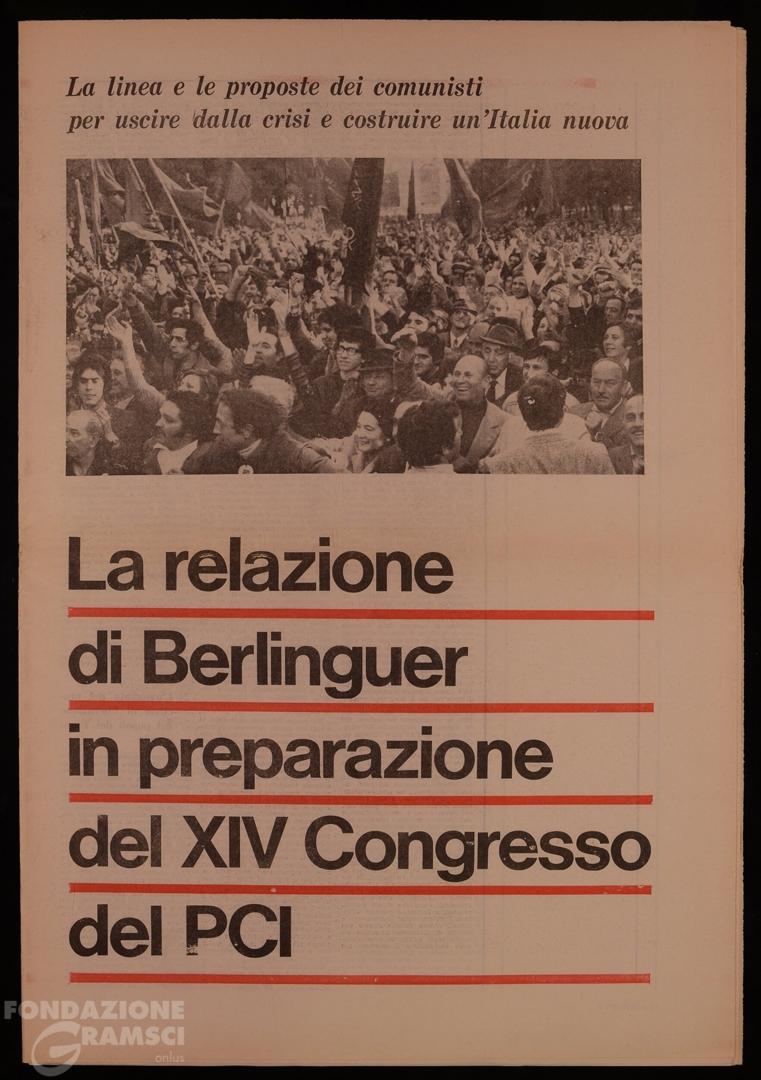 La linea e le proposte dei comunisti
per uscire dalla crisi e costruire un'Italia nuova
La relazione
di Berlinguer
in preparazione
del XIV Congresso
del PCI
FONDAZIONE
GRAMSCI
onlus